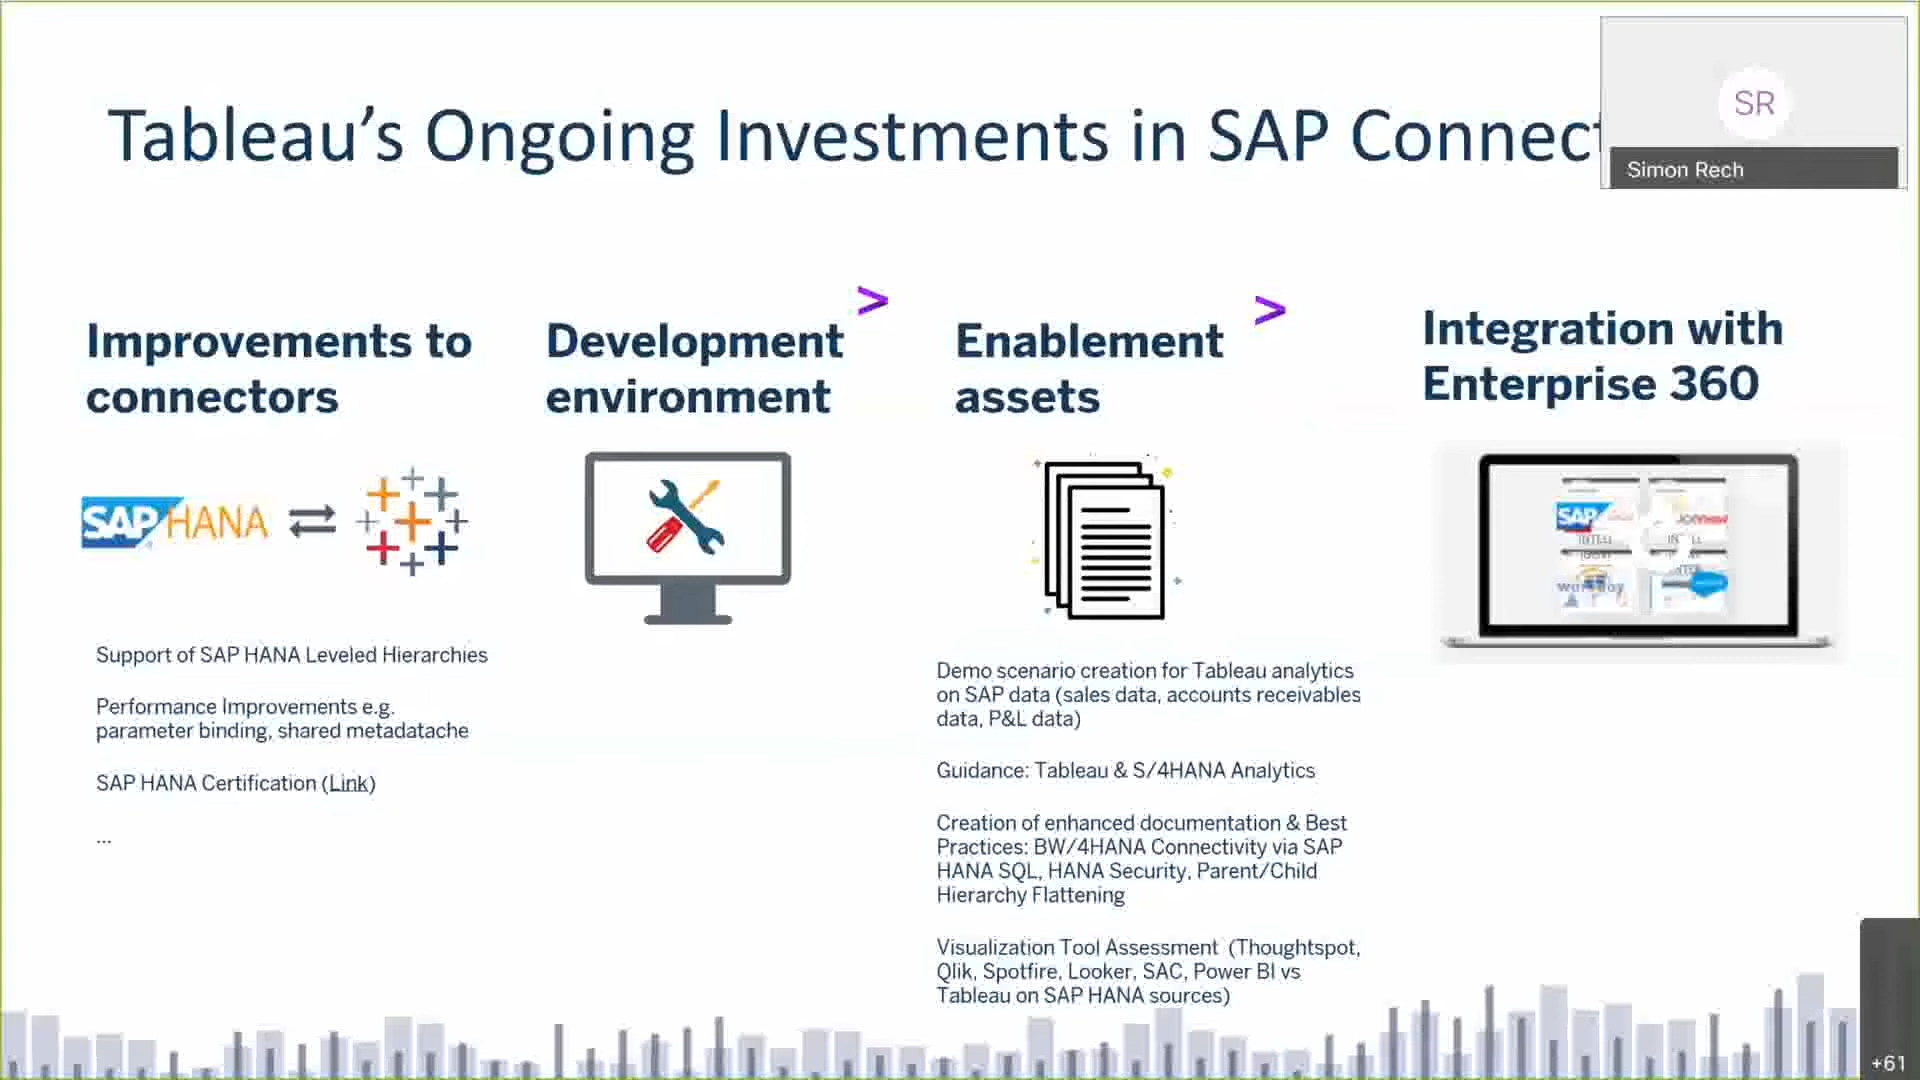 Tableau’s Ongoing Investments in SAP Connect
SR
Simon Rech
>
>
Improvements to
connectors
Development
environment
Enablement
assets
Integration with
Enterprise 360
SAP HANA
SAP
Support of SAP HANA Leveled Hierarchies
Performance Improvements e.g.
parameter binding, shared metadatache
SAP HANA Certification (Link)
...
Demo scenario creation for Tableau analytics
on SAP data (sales data, accounts receivables
data, P&L data)
Guidance: Tableau & S/4HANA Analytics
Creation of enhanced documentation & Best
Practices: BW/4HANA Connectivity via SAP
HANA SQL, HANA Security, Parent/Child
Hierarchy Flattening
Visualization Tool Assessment (Thoughtspot,
Qlik, Spotfire, Looker, SAC, Power BI vs
Tableau on SAP HANA sources)
+61